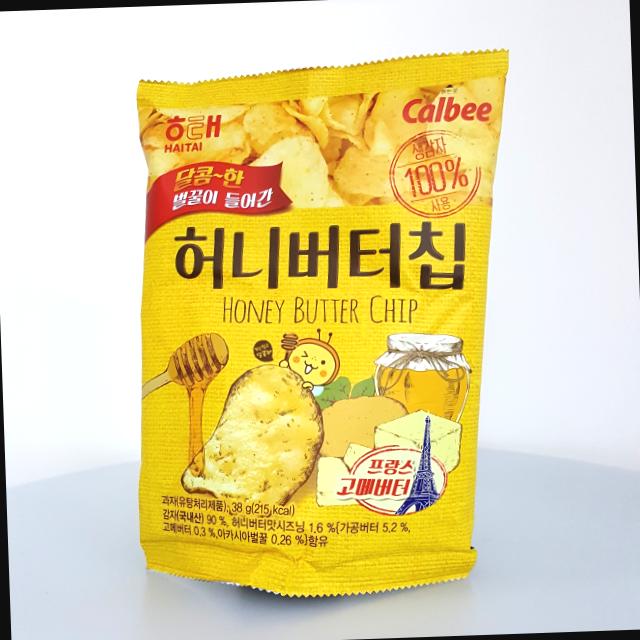 해태
HAITAI
Calbee
생감자
100%
사용
달콤~한
벌꿀이 들어간
허니버터칩
HONEY BUTTER CHIP
프랑스
고메버터
과자(유탕처리제품), 38 g(215 kcal)
감자(국내산) 90 %, 허니버터맛시즈닝 1.6 %{가공버터 5.2 %,
고메버터 0.3 %,아카시아벌꿀 0.26 %}함유